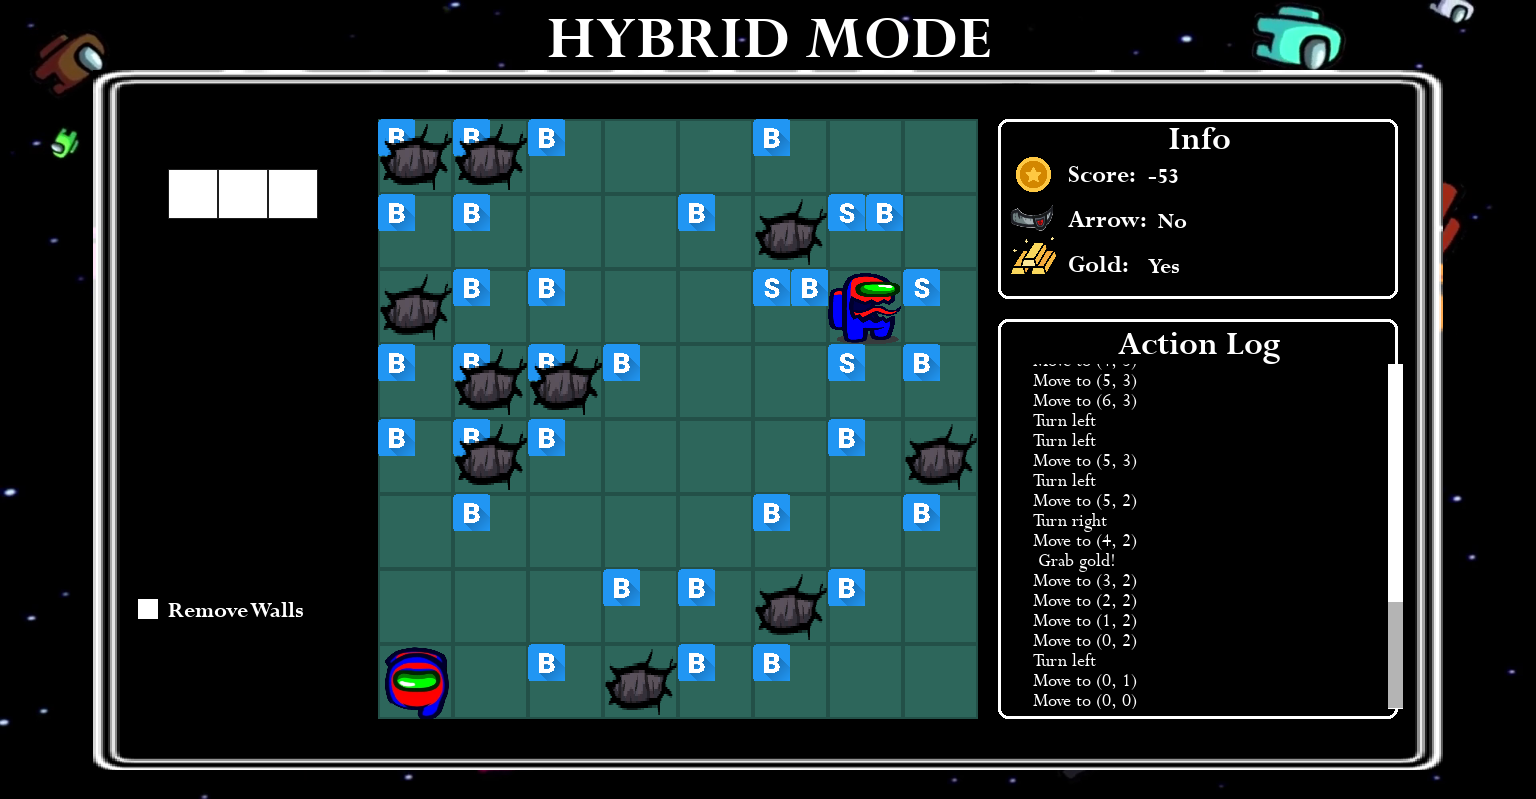 HYBRID MODE
B B B B
B B B S B
B B S B S
B B B B S B
B B B B
B B B
B B B
B B B
Remove Walls
Info
Score: -53
Arrow: No
Gold: Yes
Action Log
Move to (5, 3)
Move to (6, 3)
Turn left
Turn left
Move to (5, 3)
Turn left
Move to (5, 2)
Turn right
Move to (4, 2)
Grab gold!
Move to (3, 2)
Move to (2, 2)
Move to (1, 2)
Move to (0, 2)
Turn left
Move to (0, 1)
Move to (0, 0)